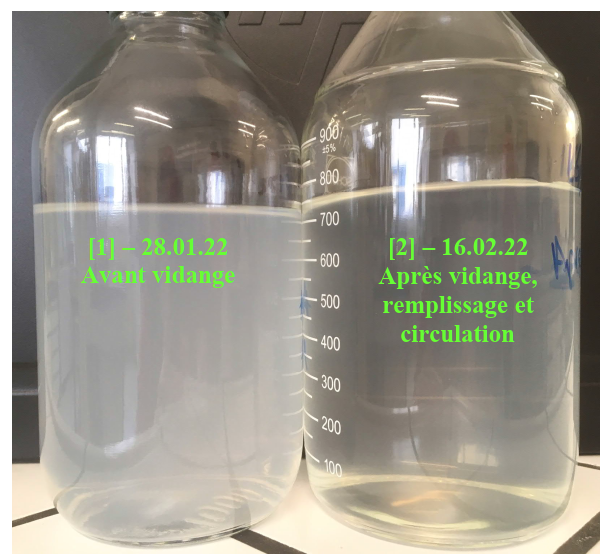 900
±5%
800
700
600
500
400
300
200
100
[1] – 28.01.22
Avant vidange
[2] – 16.02.22
Après vidange,
remplissage et
circulation